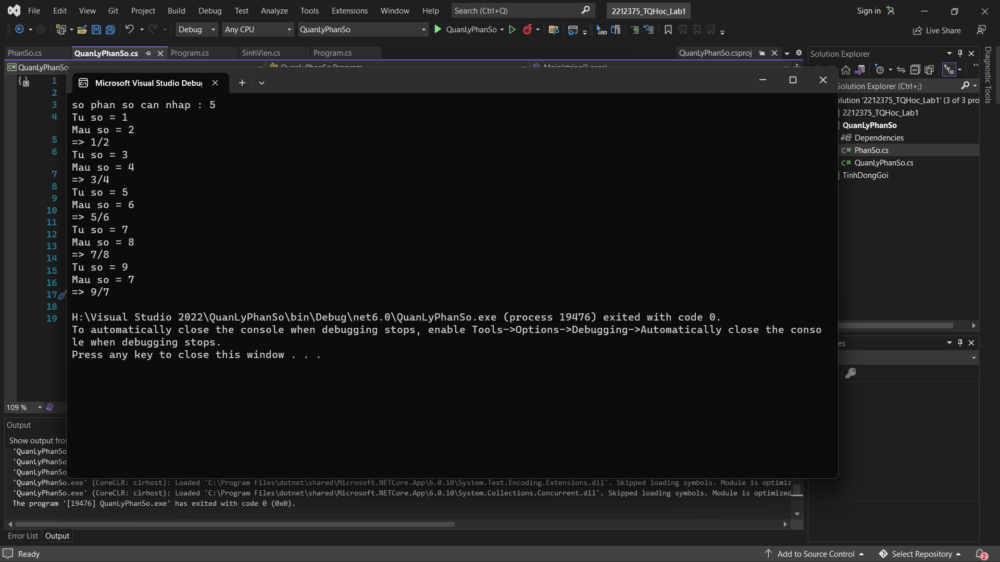 File Edit View Git Project Build Debug Test Analyze Tools Extensions Window Help Search (Ctrl+Q) 2212375_TQHoc_Lab1 Sign in
Debug Any CPU QuanLyPhanSo QuanLyPhanSo Live Share
PhanSo.cs QuanLyPhanSo.cs Program.cs SinhVien.cs Program.cs QuanLyPhanSo.csproj
C# QuanLyPhanSo QuanLyPhanSo.Program Main(string[] args)
1
2
3
4
5
6
7
8
9
10
11
12
13
14
15
16
17
18
19
Microsoft Visual Studio Debu
so phan so can nhap : 5
Tu so = 1
Mau so = 2
=> 1/2
Tu so = 3
Mau so = 4
=> 3/4
Tu so = 5
Mau so = 6
=> 5/6
Tu so = 7
Mau so = 8
=> 7/8
Tu so = 9
Mau so = 7
=> 9/7
H:\Visual Studio 2022\QuanLyPhanSo\bin\Debug\net6.0\QuanLyPhanSo.exe (process 19476) exited with code 0.
To automatically close the console when debugging stops, enable Tools->Options->Debugging->Automatically close the conso
le when debugging stops.
Press any key to close this window . . .
Solution Explorer
Solution Explorer (Ctrl+;)
olution '2212375_TQHoc_Lab1' (3 of 3 pro
2212375_TQHoc_Lab1
QuanLyPhanSo
Dependencies
C# PhanSo.cs
C# QuanLyPhanSo.cs
TinhDongGoi
Diagnostic Tools
es
109 %
Output
Show output fro
'QuanLyPhanSo
'QuanLyPhanSo
'QuanLyPhanSo
'QuanLyPhanSo.exe' (CoreCLR: clrhost): Loaded 'C:\Program Files\dotnet\shared\Microsoft.NETCore.App\6.0.10\System.Text.Encoding.Extensions.dll'. Skipped loading symbols. Module is optimiz
'QuanLyPhanSo.exe' (CoreCLR: clrhost): Loaded 'C:\Program Files\dotnet\shared\Microsoft.NETCore.App\6.0.10\System.Collections.Concurrent.dll'. Skipped loading symbols. Module is optimized
The program '[19476] QuanLyPhanSo.exe' has exited with code 0 (0x0).
Error List Output
Ready Add to Source Control Select Repository 2